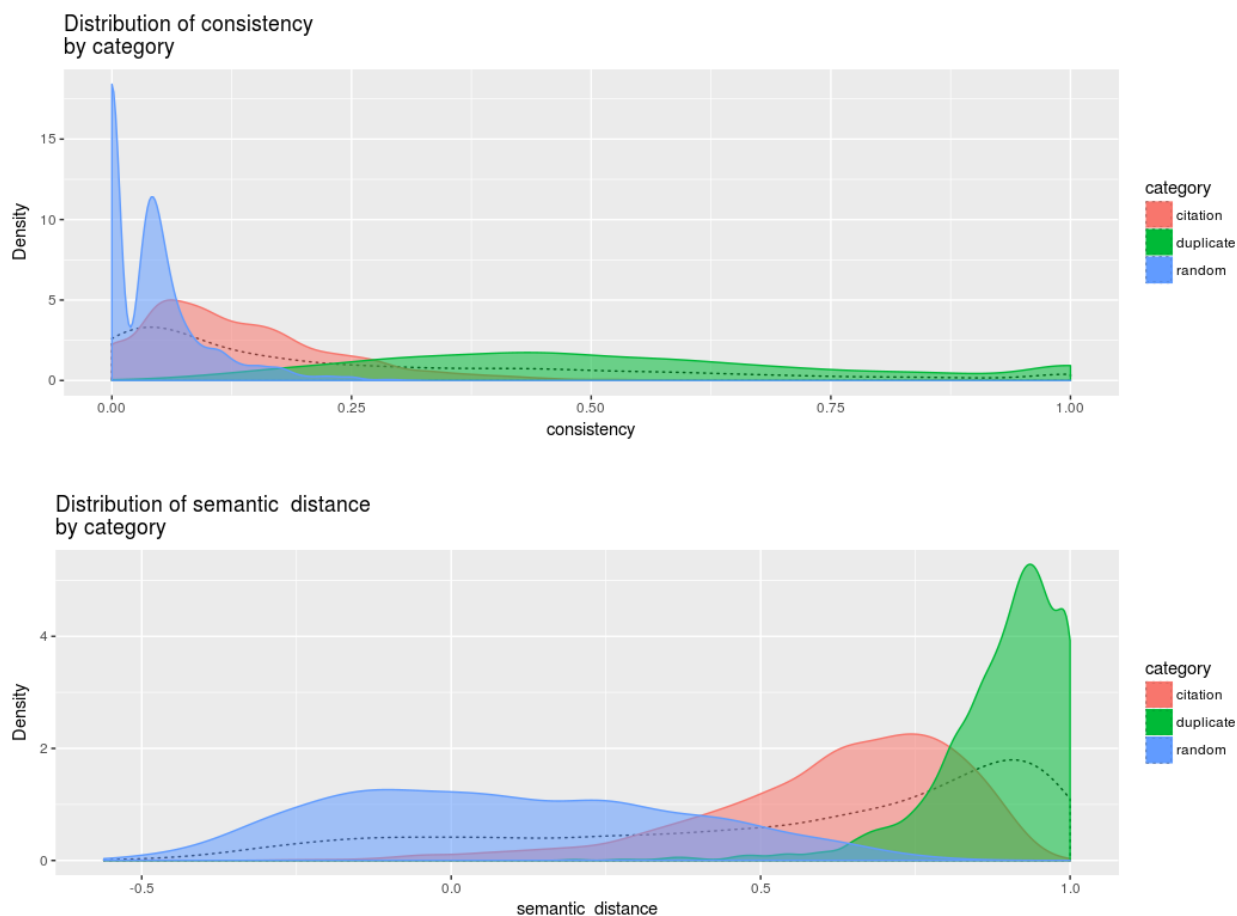 Distribution of consistency
by category
Density
15
10
5
0
0.00
0.25
0.50
0.75
1.00
consistency
category
citation
duplicate
random
Distribution of semantic  distance
by category
Density
4
2
0
-0.5
0.0
0.5
1.0
semantic  distance
category
citation
duplicate
random